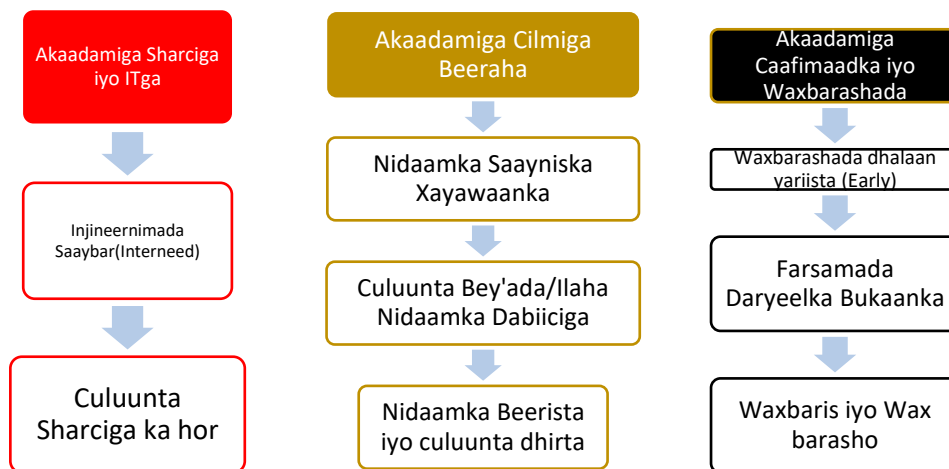 Akaadamiga Sharciga
iyo ITga
Injineernimada
Saaybar(Interneed)
Culuunta
Sharciga ka hor
Akaadamiga Cilmiga
Beeraha
Nidaamka Saayniska
Xayawaanka
Culuunta Bey'ada/Ilaha
Nidaamka Dabiiciga
Nidaamka Beerista
iyo culuunta dhirta
Akaadamiga
Caafimaadka iyo
Waxbarashada
Waxbarashada dhalaan
yariista (Early)
Farsamada
Daryeelka Bukaanka
Waxbaris iyo Wax
barasho